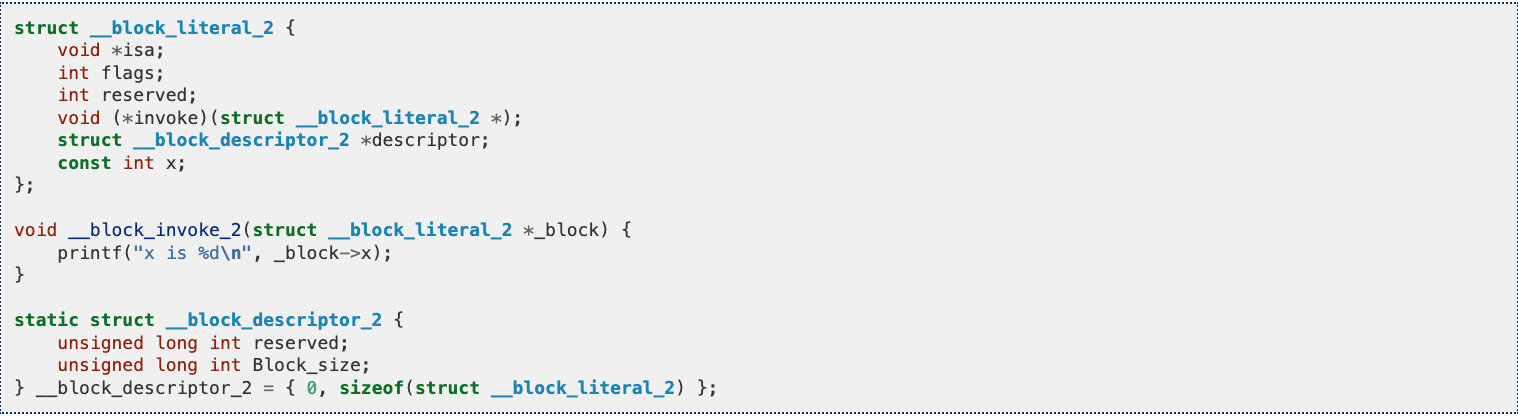 struct __block_literal_2 {
    void *isa;
    int flags;
    int reserved;
    void (*invoke)(struct __block_literal_2 *);
    struct __block_descriptor_2 *descriptor;
    const int x;
};

void __block_invoke_2(struct __block_literal_2 *_block) {
    printf("x is %d\n", _block->x);
}

static struct __block_descriptor_2 {
    unsigned long int reserved;
    unsigned long int Block_size;
} __block_descriptor_2 = { 0, sizeof(struct __block_literal_2) };